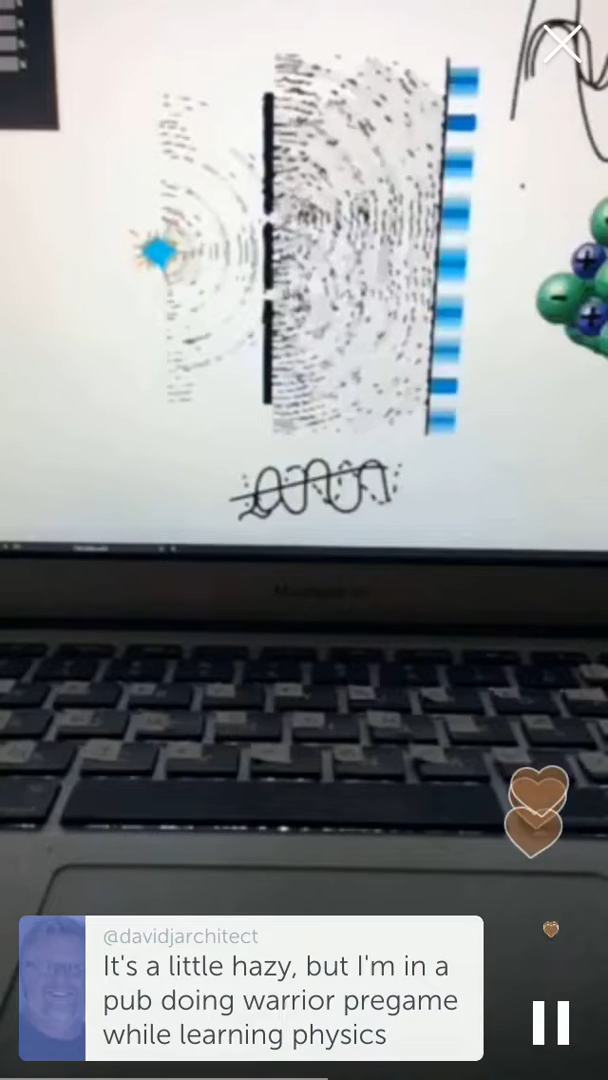 @davidjarchitect
It's a little hazy, but I'm in a
pub doing warrior pregame
while learning physics